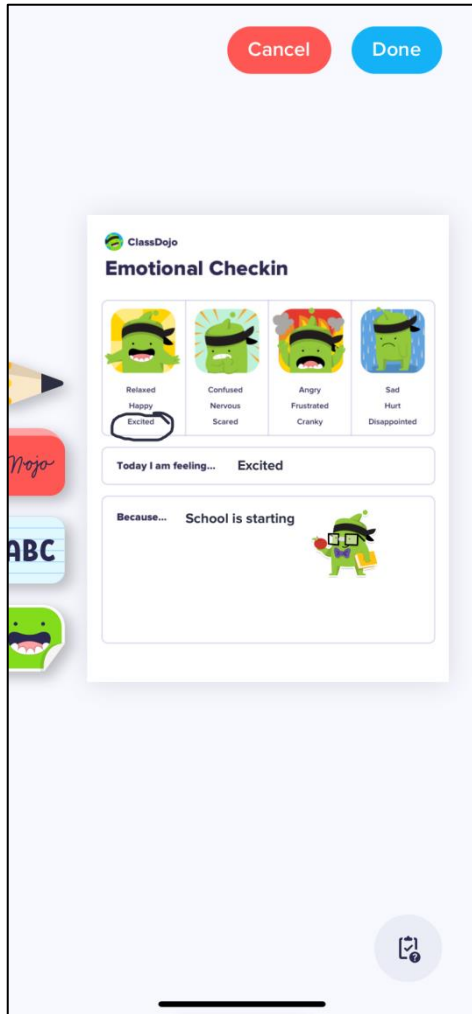 Cancel Done
ClassDojo
Emotional Checkin
Relaxed
Happy
Excited
Confused
Nervous
Scared
Angry
Frustrated
Cranky
Sad
Hurt
Disappointed
Mojo
Today I am feeling... Excited
ABC
Because... School is starting
?